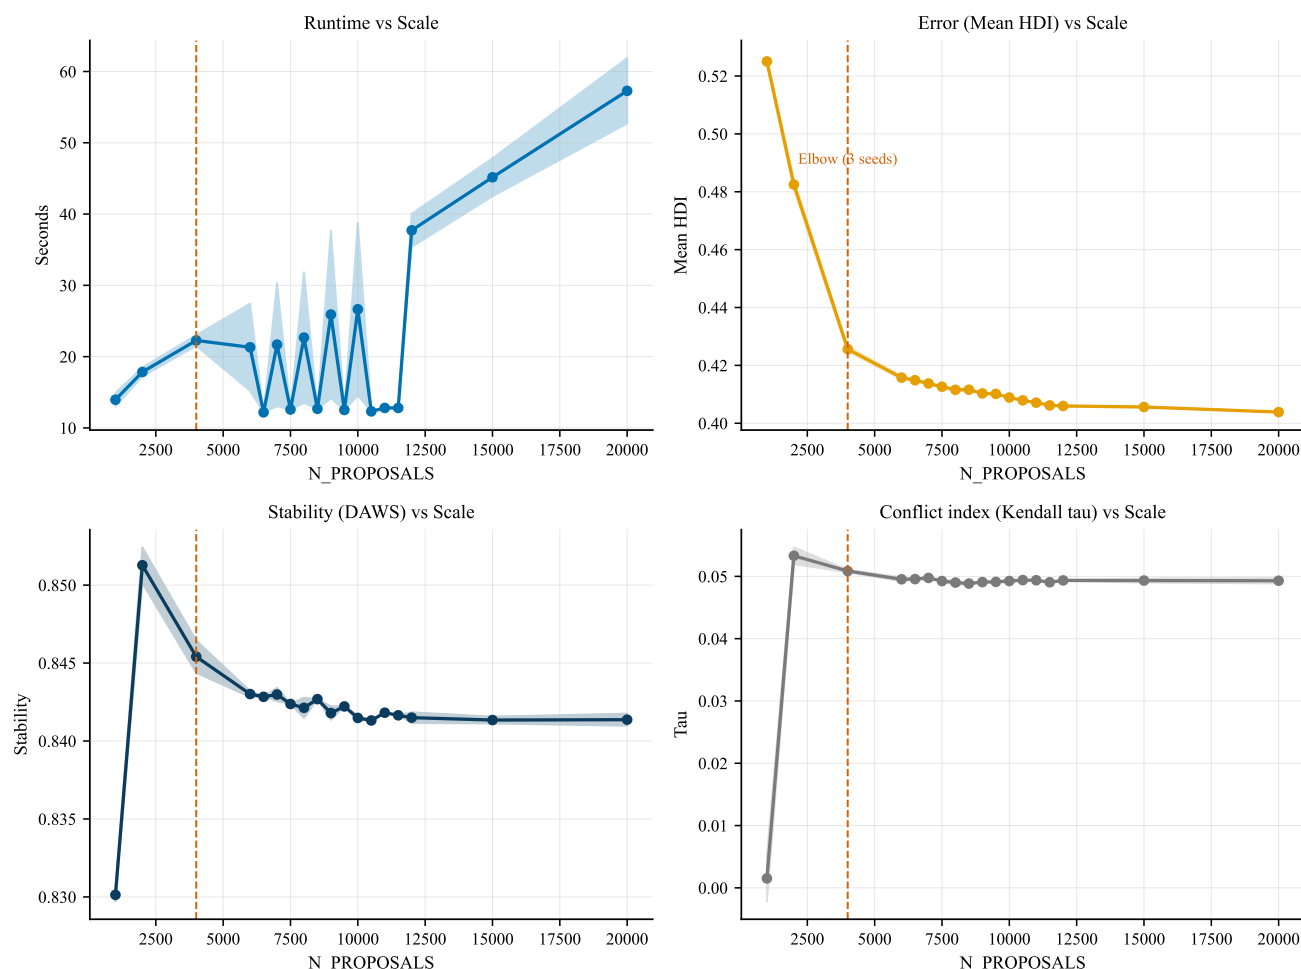 Runtime vs Scale
60
50
40
30
20
10
Seconds
2500 5000 7500 10000 12500 15000 17500 20000
N_PROPOSALS
Error (Mean HDI) vs Scale
0.52
0.50
0.48
0.46
0.44
0.42
0.40
Mean HDI
Elbow (3 seeds)
2500 5000 7500 10000 12500 15000 17500 20000
N_PROPOSALS
Stability (DAWS) vs Scale
0.850
0.845
0.840
0.835
0.830
Stability
2500 5000 7500 10000 12500 15000 17500 20000
N_PROPOSALS
Conflict index (Kendall tau) vs Scale
0.05
0.04
0.03
0.02
0.01
0.00
Tau
2500 5000 7500 10000 12500 15000 17500 20000
N_PROPOSALS